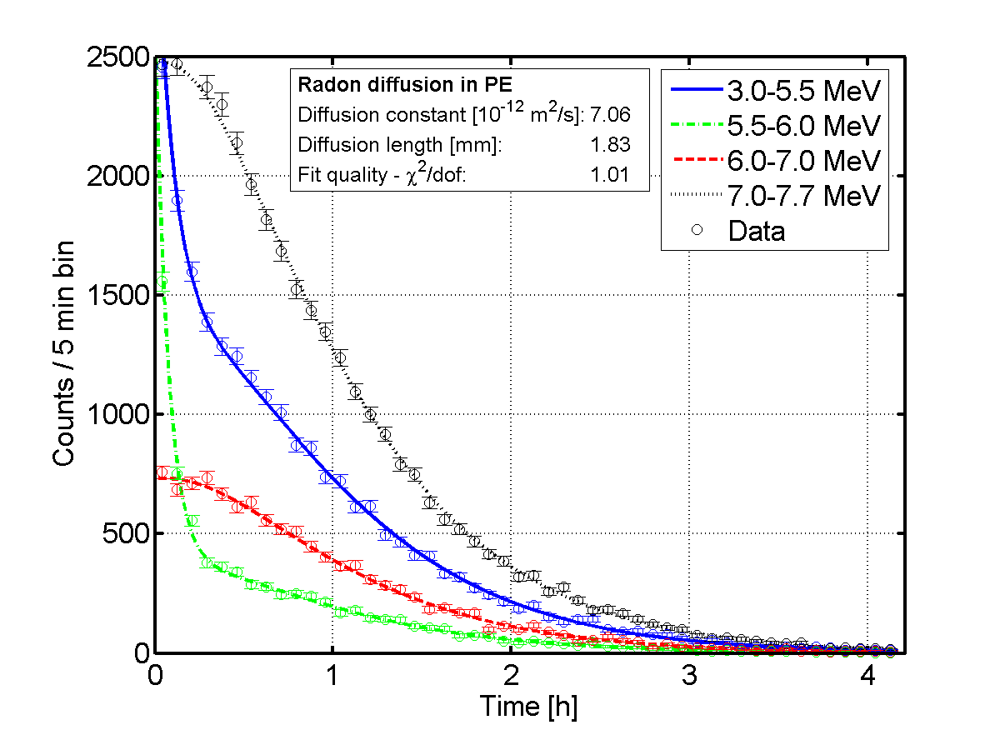 2500
2000
1500
1000
500
0
0 1 2 3 4
Counts / 5 min bin
Time [h]
Radon diffusion in PE
Diffusion constant [10⁻¹² m²/s]: 7.06
Diffusion length [mm]: 1.83
Fit quality - χ²/dof: 1.01
3.0-5.5 MeV
5.5-6.0 MeV
6.0-7.0 MeV
7.0-7.7 MeV
Data